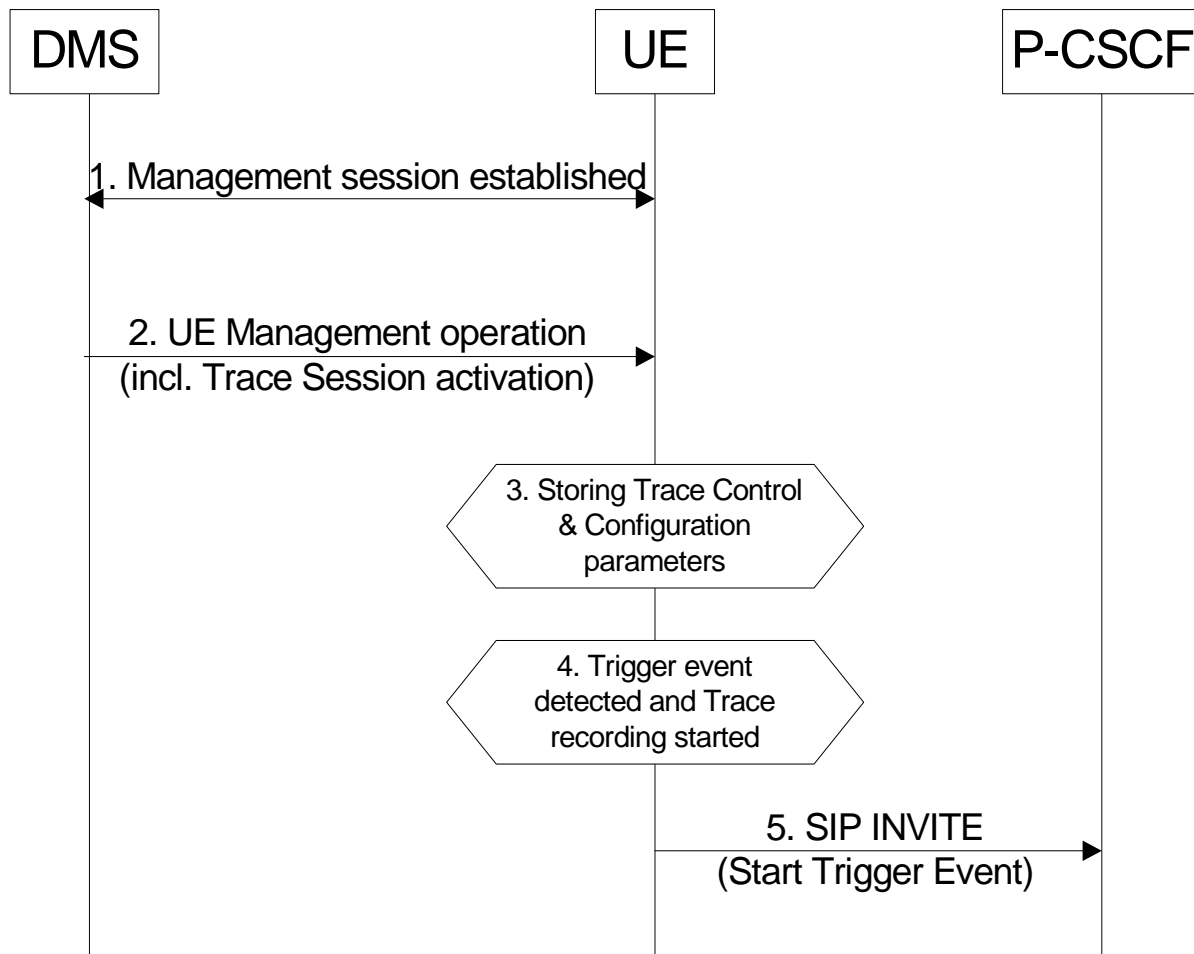 DMS
UE
P-CSCF
1. Management session established
2. UE Management operation
(incl. Trace Session activation)
3. Storing Trace Control
& Configuration
parameters
4. Trigger event
detected and Trace
recording started
5. SIP INVITE
(Start Trigger Event)